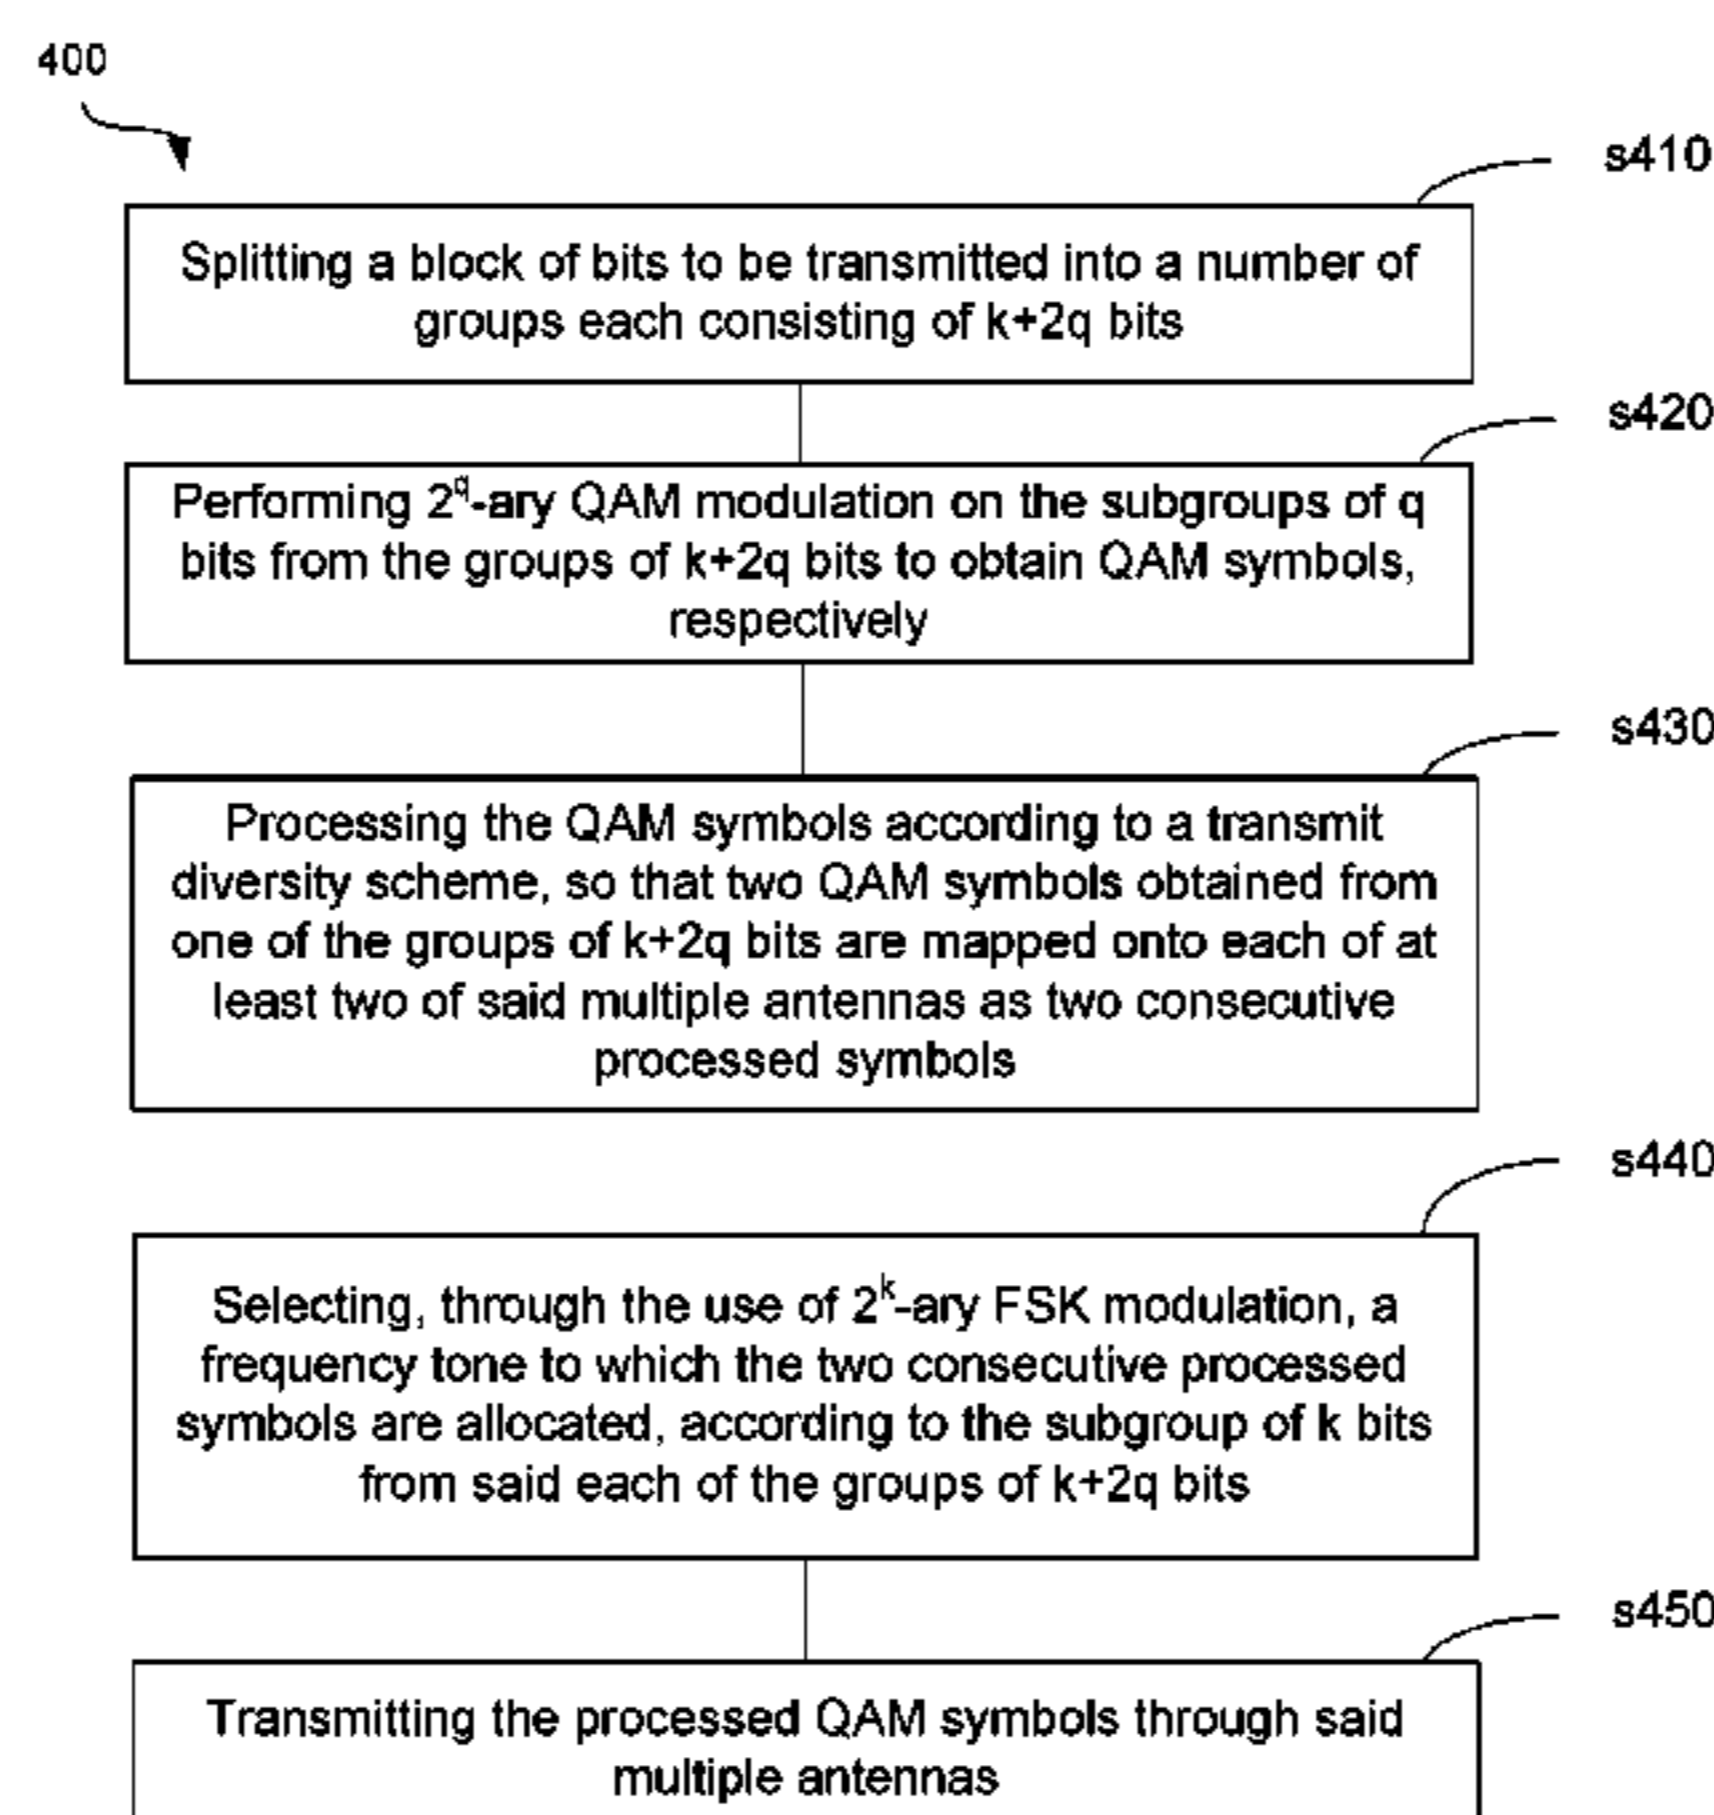 400
s410
Splitting a block of bits to be transmitted into a number of
groups each consisting of k+2q bits
s420
Performing 2^q-ary QAM modulation on the subgroups of q
bits from the groups of k+2q bits to obtain QAM symbols,
respectively
s430
Processing the QAM symbols according to a transmit
diversity scheme, so that two QAM symbols obtained from
one of the groups of k+2q bits are mapped onto each of at
least two of said multiple antennas as two consecutive
processed symbols
s440
Selecting, through the use of 2^k-ary FSK modulation, a
frequency tone to which the two consecutive processed
symbols are allocated, according to the subgroup of k bits
from said each of the groups of k+2q bits
s450
Transmitting the processed QAM symbols through said
multiple antennas